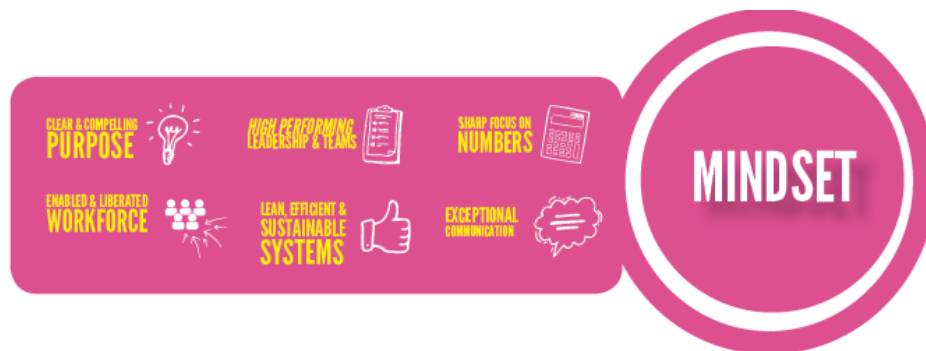 CLEAR & COMPELLING
PURPOSE
HIGH PERFORMING
LEADERSHIP & TEAMS
SHARP FOCUS ON
NUMBERS
ENABLED & LIBERATED
WORKFORCE
LEAN, EFFICIENT &
SUSTAINABLE
SYSTEMS
EXCEPTIONAL
COMMUNICATION
MINDSET